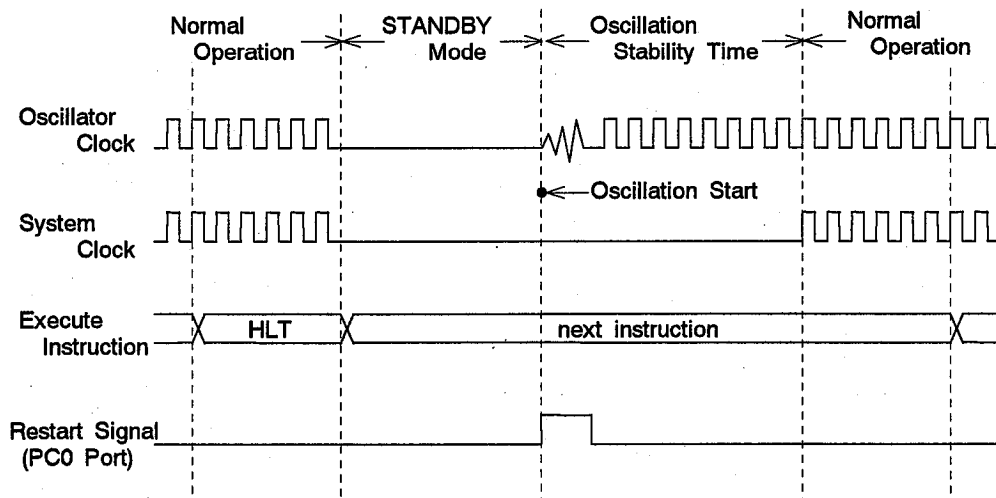 Normal
Operation
STANDBY
Mode
Oscillation
Stability Time
Normal
Operation
Oscillator
Clock
Oscillation Start
System
Clock
Execute
Instruction
HLT
next instruction
Restart Signal
(PC0 Port)